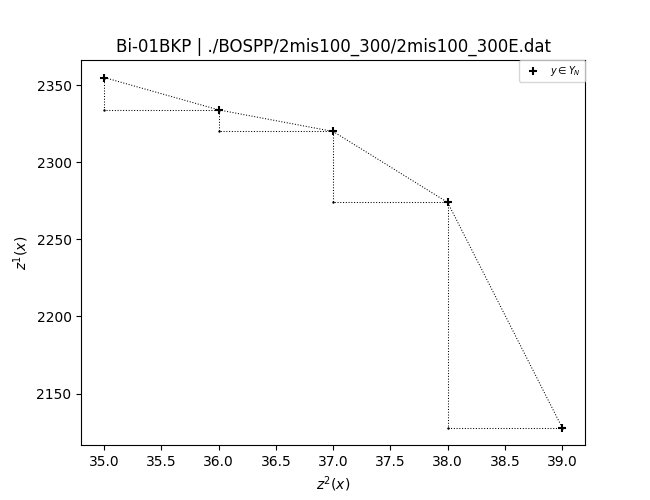 Bi-01BKP | ./BOSPP/2mis100_300/2mis100_300E.dat
y ∈ Y_N
2350
2300
2250
2200
2150
z^1(x)
35.0 35.5 36.0 36.5 37.0 37.5 38.0 38.5 39.0
z^2(x)